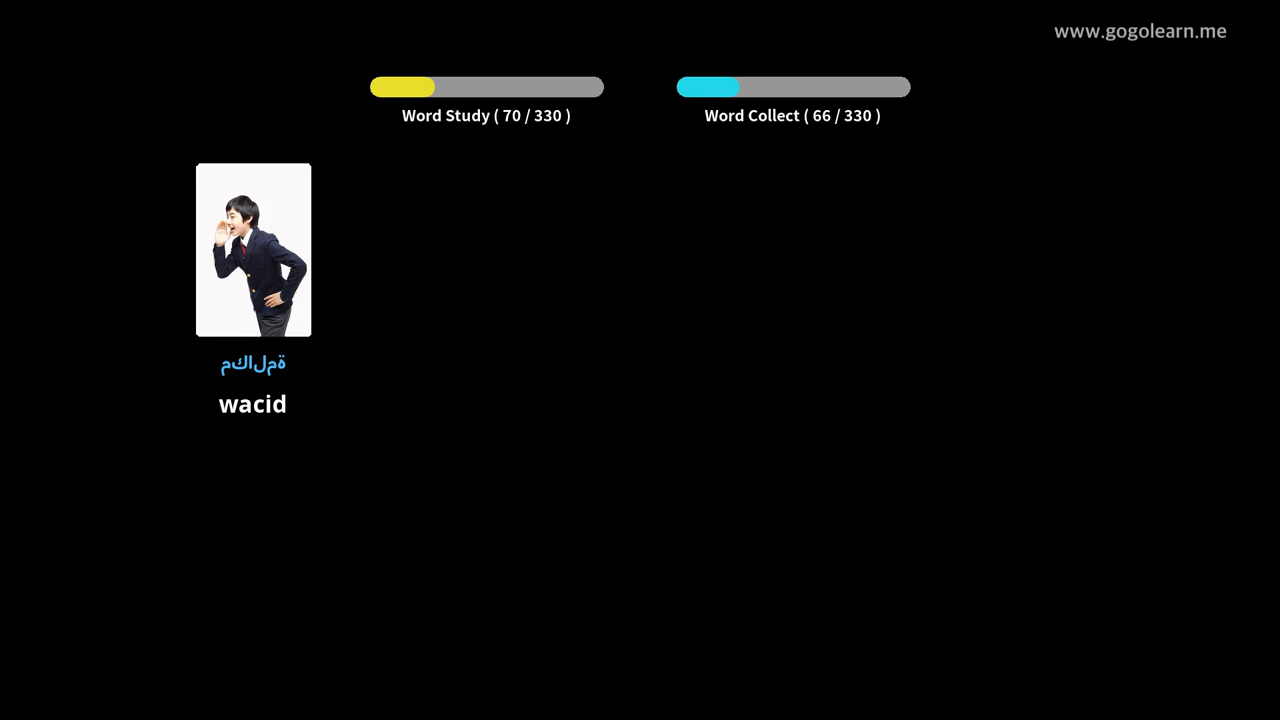 www.gogolearn.me
Word Study ( 70 / 330 )
Word Collect ( 66 / 330 )
مكالمة
wacid